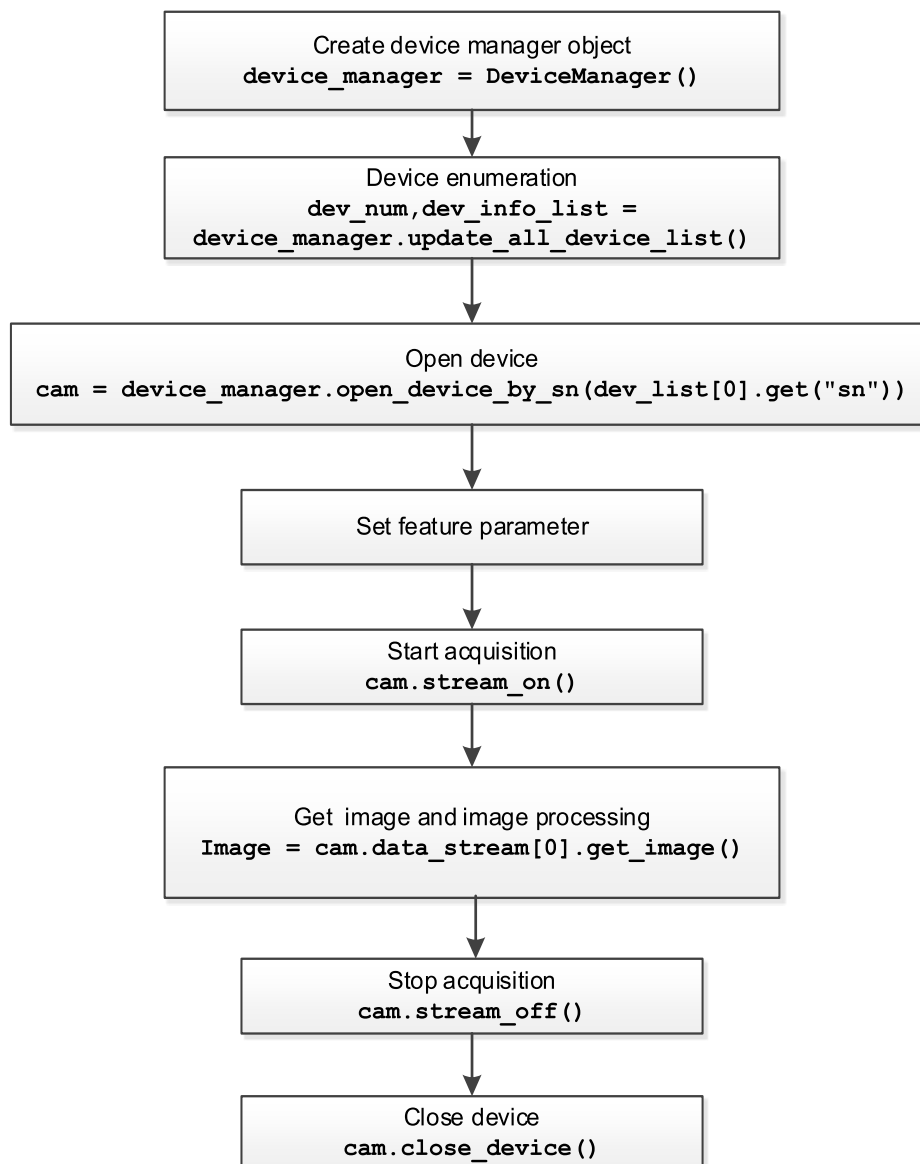 Create device manager object
device_manager = DeviceManager()
Device enumeration
dev_num,dev_info_list =
device_manager.update_all_device_list()
Open device
cam = device_manager.open_device_by_sn(dev_list[0].get("sn"))
Set feature parameter
Start acquisition
cam.stream_on()
Get image and image processing
Image = cam.data_stream[0].get_image()
Stop acquisition
cam.stream_off()
Close device
cam.close_device()